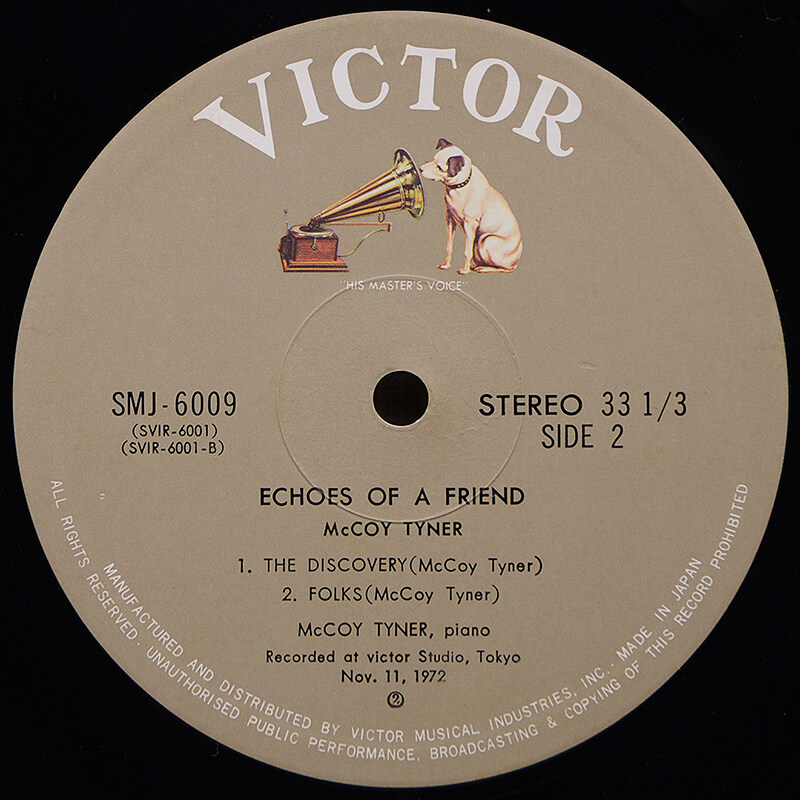 VICTOR
"HIS MASTER'S VOICE"
SMJ-6009
(SVIR-6001)
(SVIR-6001-B)
STEREO 33 1/3
SIDE 2
ECHOES OF A FRIEND
McCOY TYNER
1. THE DISCOVERY(McCoy Tyner)
2. FOLKS(McCoy Tyner)
McCOY TYNER, piano
Recorded at victor Studio, Tokyo
Nov. 11, 1972
2
MANUFACTURED AND DISTRIBUTED BY VICTOR MUSICAL INDUSTRIES, INC. · MADE IN JAPAN
ALL RIGHTS RESERVED · UNAUTHORISED PUBLIC PERFORMANCE, BROADCASTING & COPYING OF THIS RECORD PROHIBITED